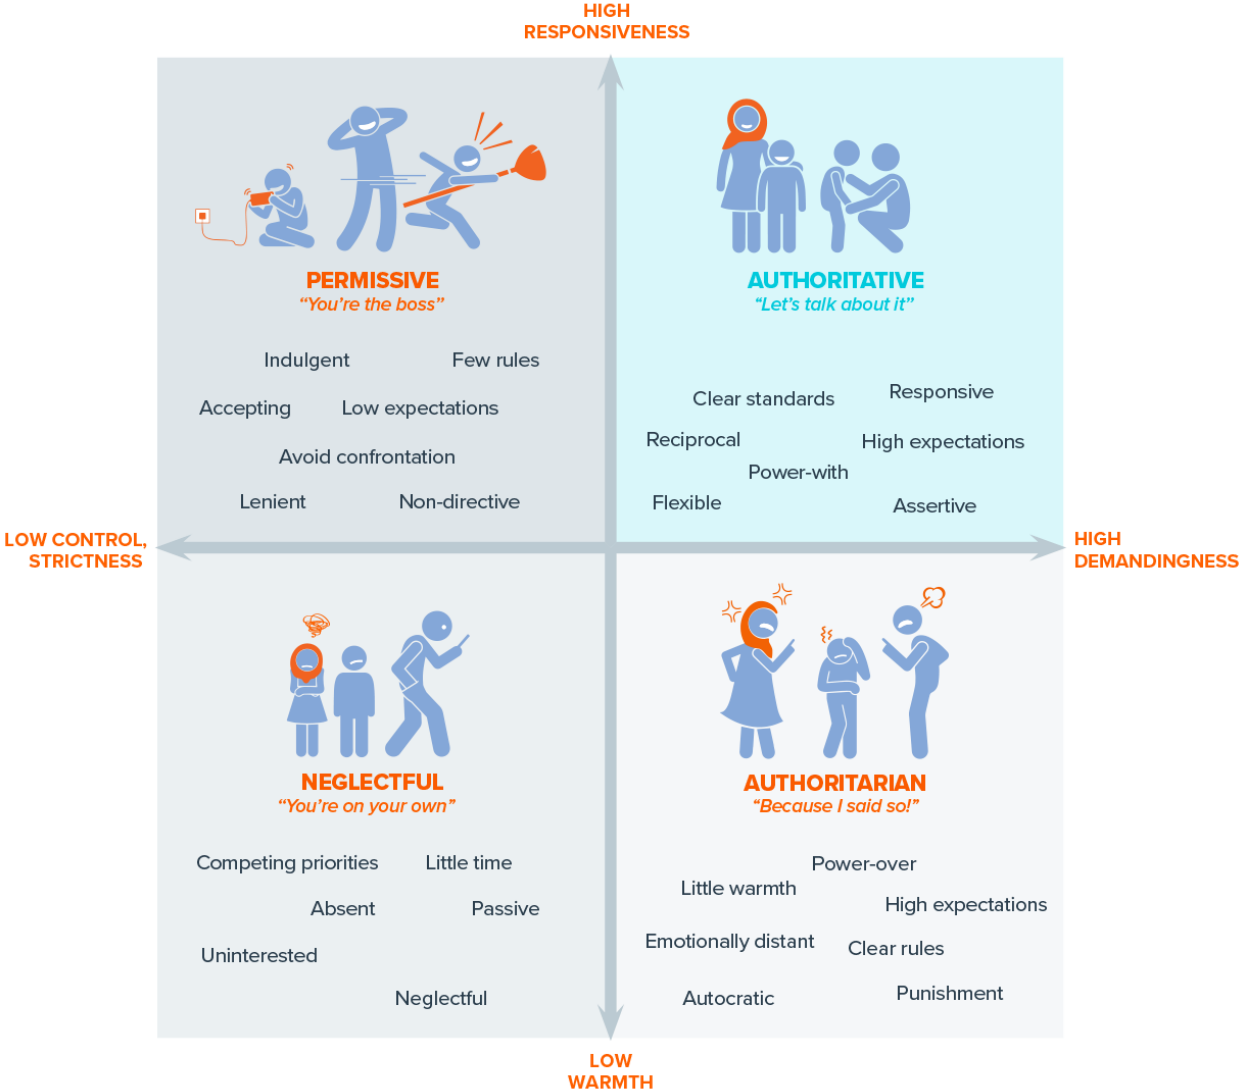 HIGH
RESPONSIVENESS
PERMISSIVE
“You’re the boss”
Indulgent
Few rules
Accepting
Low expectations
Avoid confrontation
Lenient
Non-directive
AUTHORITATIVE
“Let’s talk about it”
Clear standards
Responsive
Reciprocal
High expectations
Power-with
Flexible
Assertive
LOW CONTROL,
STRICTNESS
HIGH
DEMANDINGNESS
NEGLECTFUL
“You’re on your own”
Competing priorities
Little time
Absent
Passive
Uninterested
Neglectful
AUTHORITARIAN
“Because I said so!”
Power-over
Little warmth
High expectations
Emotionally distant
Clear rules
Autocratic
Punishment
LOW
WARMTH